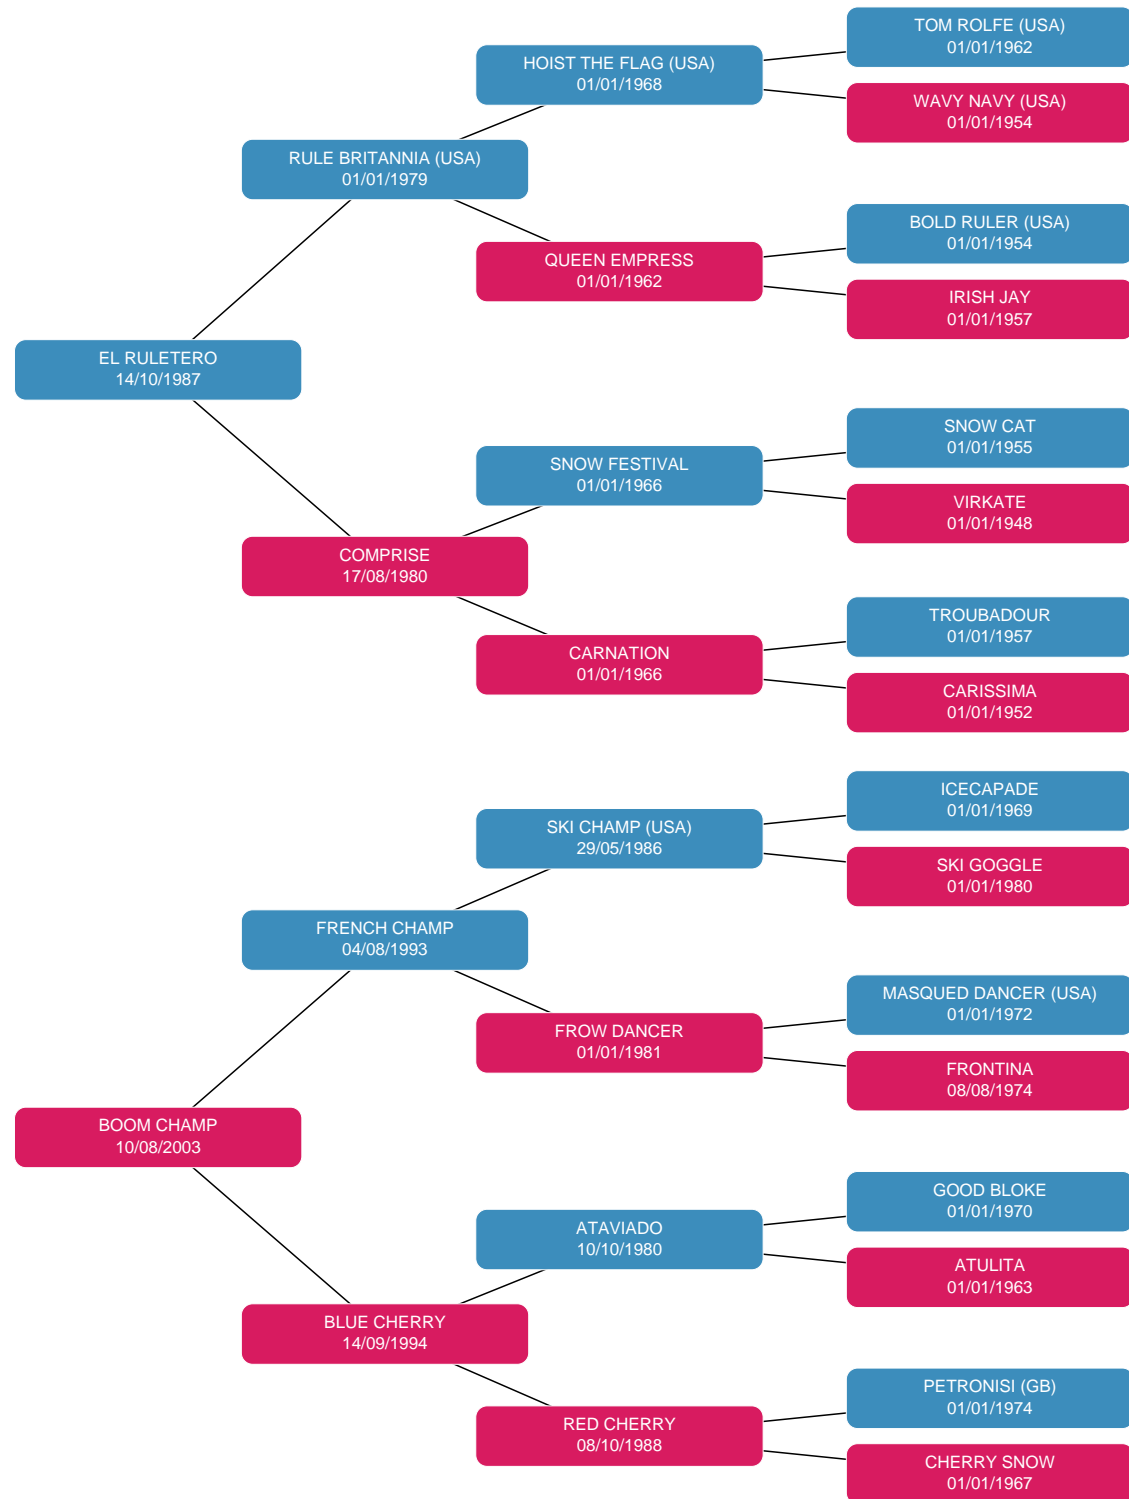 TOM ROLFE (USA)
01/01/1962
HOIST THE FLAG (USA)
01/01/1968
WAVY NAVY (USA)
01/01/1954
RULE BRITANNIA (USA)
01/01/1979
BOLD RULER (USA)
01/01/1954
QUEEN EMPRESS
01/01/1962
IRISH JAY
01/01/1957
EL RULETERO
14/10/1987
SNOW CAT
01/01/1955
SNOW FESTIVAL
01/01/1966
VIRKATE
01/01/1948
COMPRISE
17/08/1980
TROUBADOUR
01/01/1957
CARNATION
01/01/1966
CARISSIMA
01/01/1952
ICECAPADE
01/01/1969
SKI CHAMP (USA)
29/05/1986
SKI GOGGLE
01/01/1980
FRENCH CHAMP
04/08/1993
MASQUED DANCER (USA)
01/01/1972
FROW DANCER
01/01/1981
FRONTINA
08/08/1974
BOOM CHAMP
10/08/2003
GOOD BLOKE
01/01/1970
ATAVIADO
10/10/1980
ATULITA
01/01/1963
BLUE CHERRY
14/09/1994
PETRONISI (GB)
01/01/1974
RED CHERRY
08/10/1988
CHERRY SNOW
01/01/1967